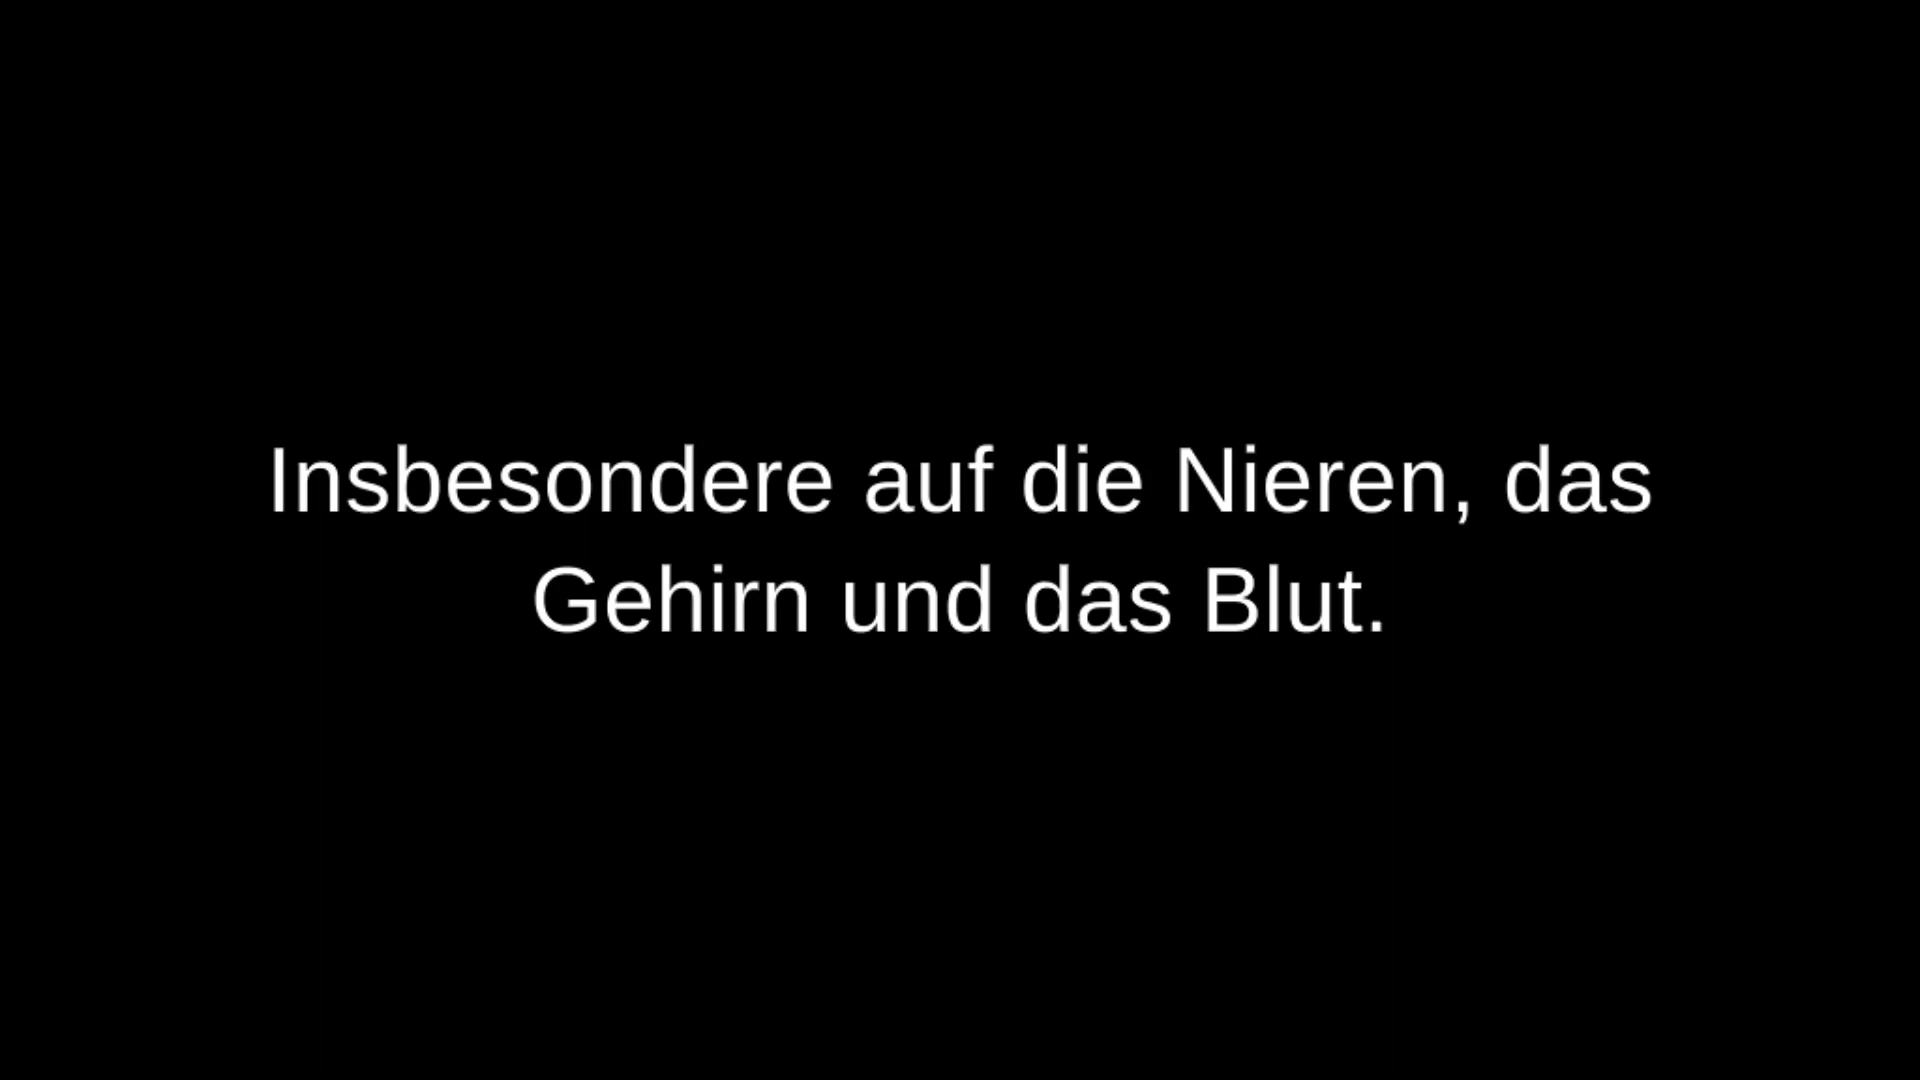 Insbesondere auf die Nieren, das
Gehirn und das Blut.